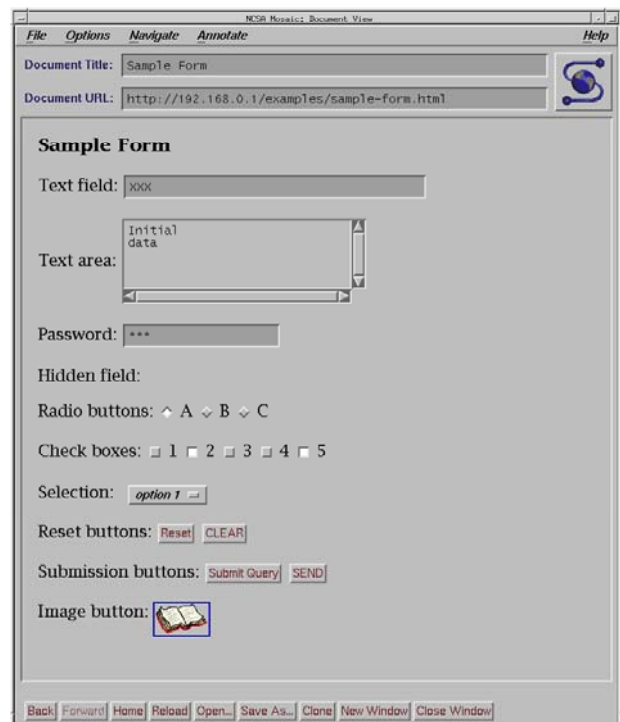 NCSA Mosaic: Document View
File Options Navigate Annotate Help
Document Title: Sample Form
Document URL: http://192.168.0.1/examples/sample-form.html
Sample Form
Text field: xxx
Initial
data
Text area:
Password: ***
Hidden field:
Radio buttons: A B C
Check boxes: 1 2 3 4 5
Selection: option 1
Reset buttons: Reset CLEAR
Submission buttons: Submit Query SEND
Image button:
Back Forward Home Reload Open... Save As... Clone New Window Close Window